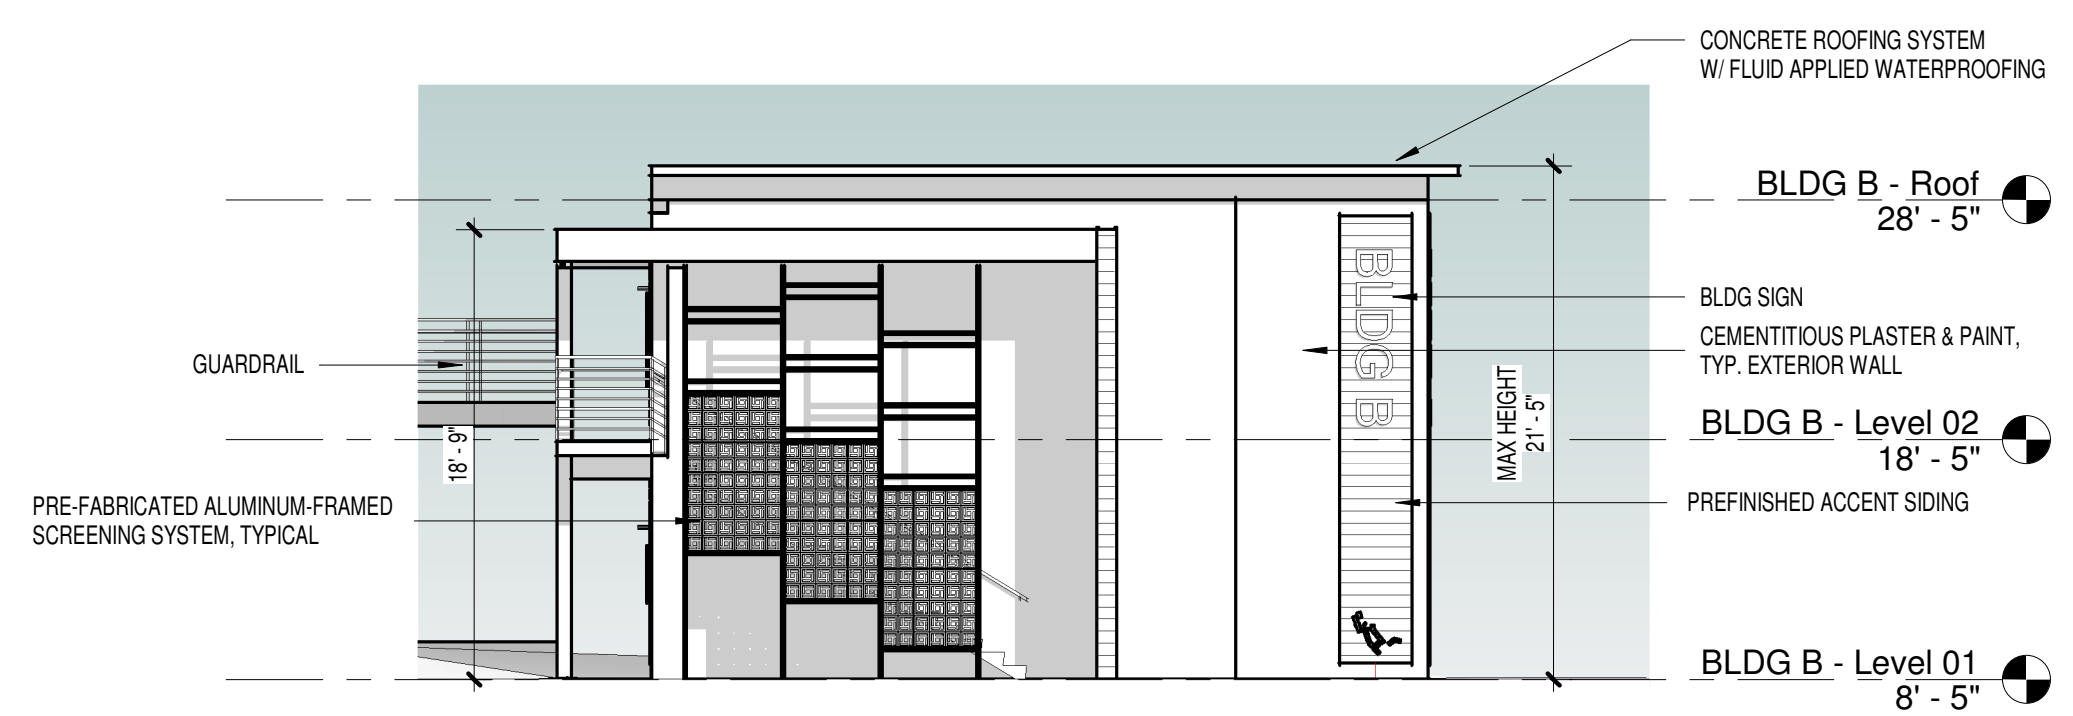 CONCRETE ROOFING SYSTEM
W/ FLUID APPLIED WATERPROOFING
BLDG B - Roof
28' - 5"
BLDG SIGN
CEMENTITIOUS PLASTER & PAINT,
TYP. EXTERIOR WALL
BLDG B
GUARDRAIL
MAX HEIGHT
21' - 5"
18' - 9"
BLDG B - Level 02
18' - 5"
PRE-FABRICATED ALUMINUM-FRAMED
SCREENING SYSTEM, TYPICAL
PREFINISHED ACCENT SIDING
BLDG B - Level 01
8' - 5"